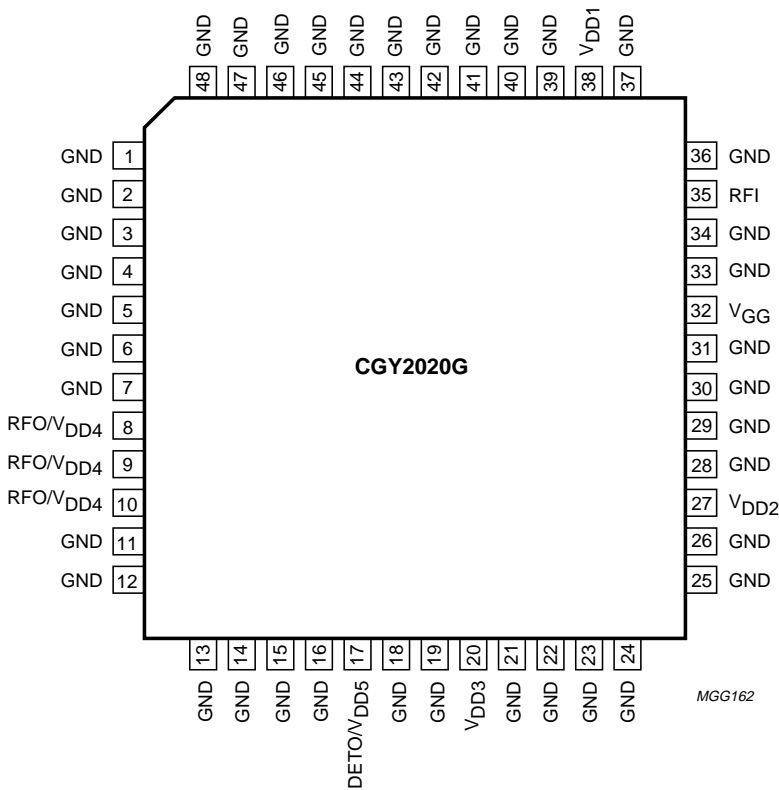 GND GND GND GND GND GND GND GND GND GND VDD1 GND
48 47 46 45 44 43 42 41 40 39 38 37
GND 1
GND 2
GND 3
GND 4
GND 5
GND 6
GND 7
RFO/VDD4 8
RFO/VDD4 9
RFO/VDD4 10
GND 11
GND 12
CGY2020G
36 GND
35 RFI
34 GND
33 GND
32 VGG
31 GND
30 GND
29 GND
28 GND
27 VDD2
26 GND
25 GND
13 14 15 16 17 18 19 20 21 22 23 24
GND GND GND GND DETO/VDD5 GND GND VDD3 GND GND GND GND
MGG162